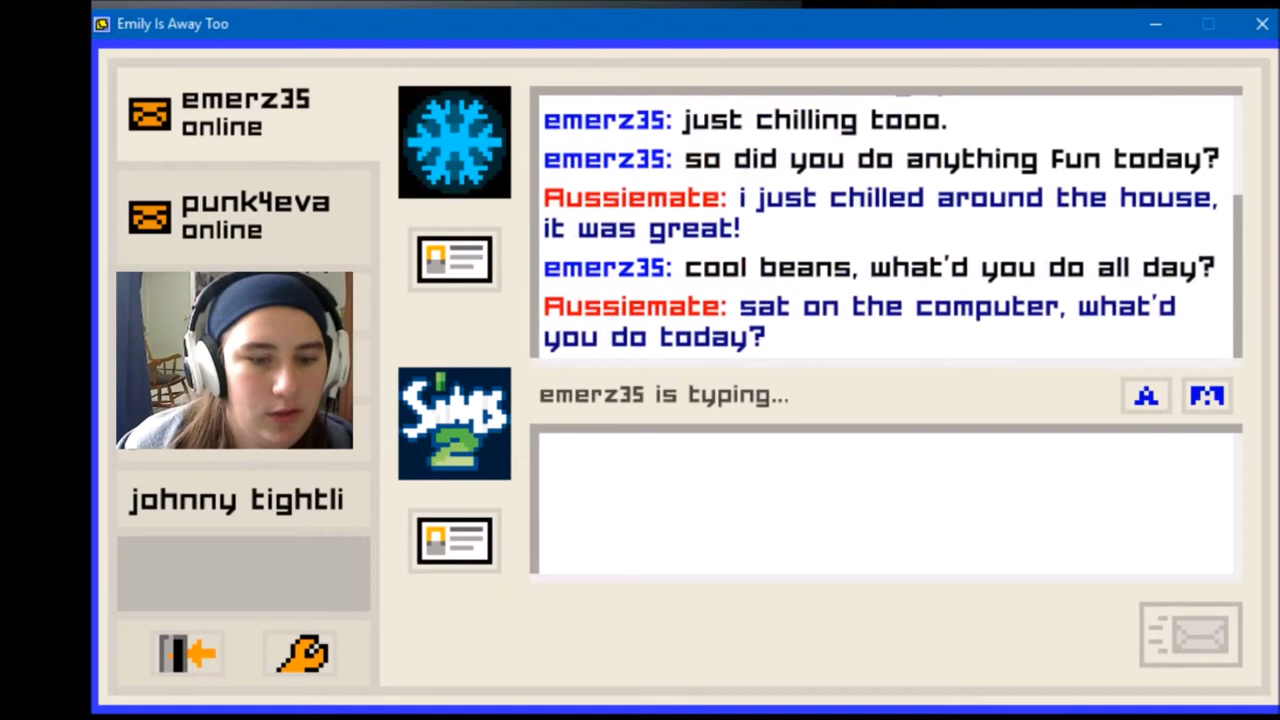 Emily Is Away Too
emerz35
online
punk4eva
online
johnny tightli
emerz35: just chilling tooo.
emerz35: so did you do anything fun today?
Aussiemate: i just chilled around the house,
it was great!
emerz35: cool beans, what'd you do all day?
Aussiemate: sat on the computer, what'd
you do today?
emerz35 is typing...
A
SiMS
2